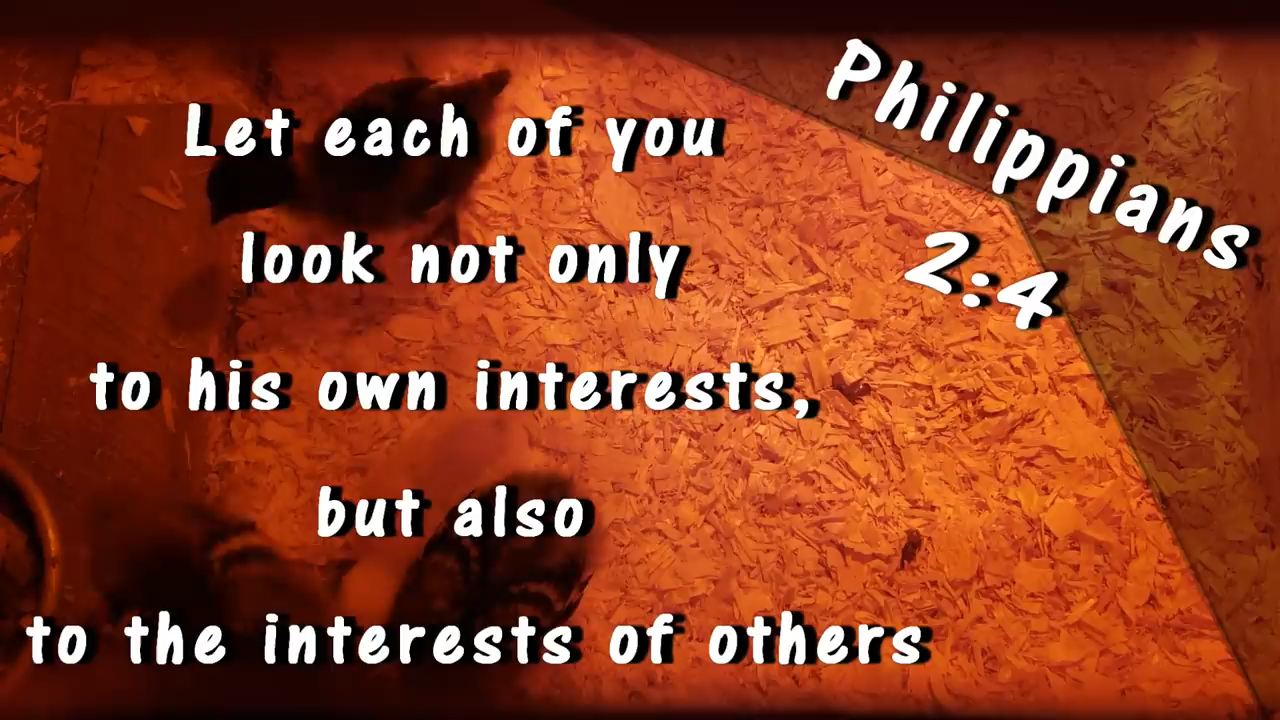 Let each of you
look not only
to his own interests,
but also
to the interests of others
Philippians
2:4